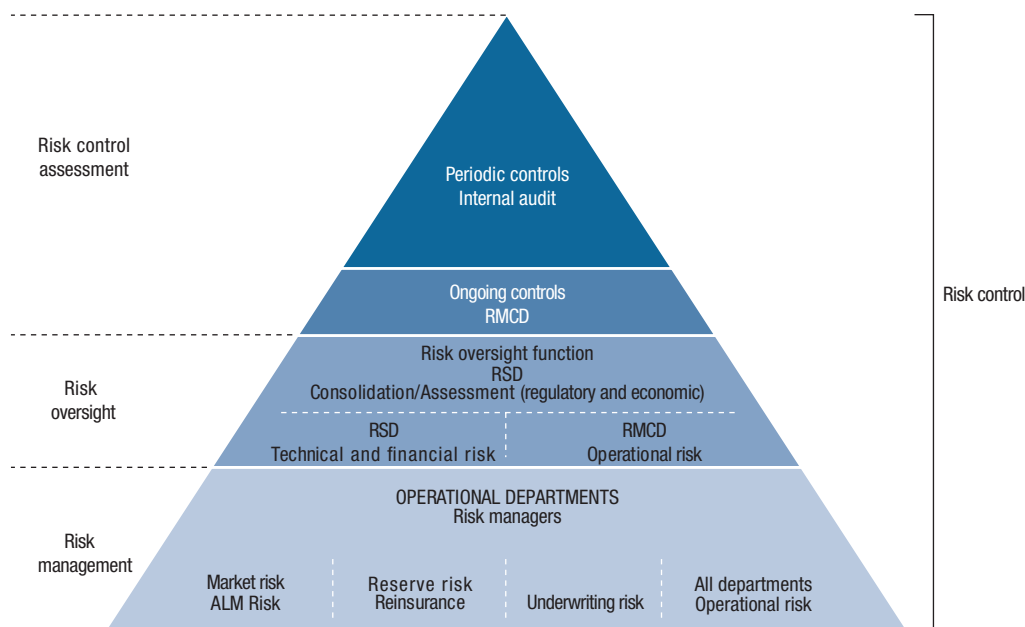 Risk control
assessment
Periodic controls
Internal audit
Ongoing controls
RMCD
Risk control
Risk
oversight
Risk oversight function
RSD
Consolidation/Assessment (regulatory and economic)
RSD
Technical and financial risk
RMCD
Operational risk
Risk
management
OPERATIONAL DEPARTMENTS
Risk managers
Market risk
ALM Risk
Reserve risk
Reinsurance
Underwriting risk
All departments
Operational risk